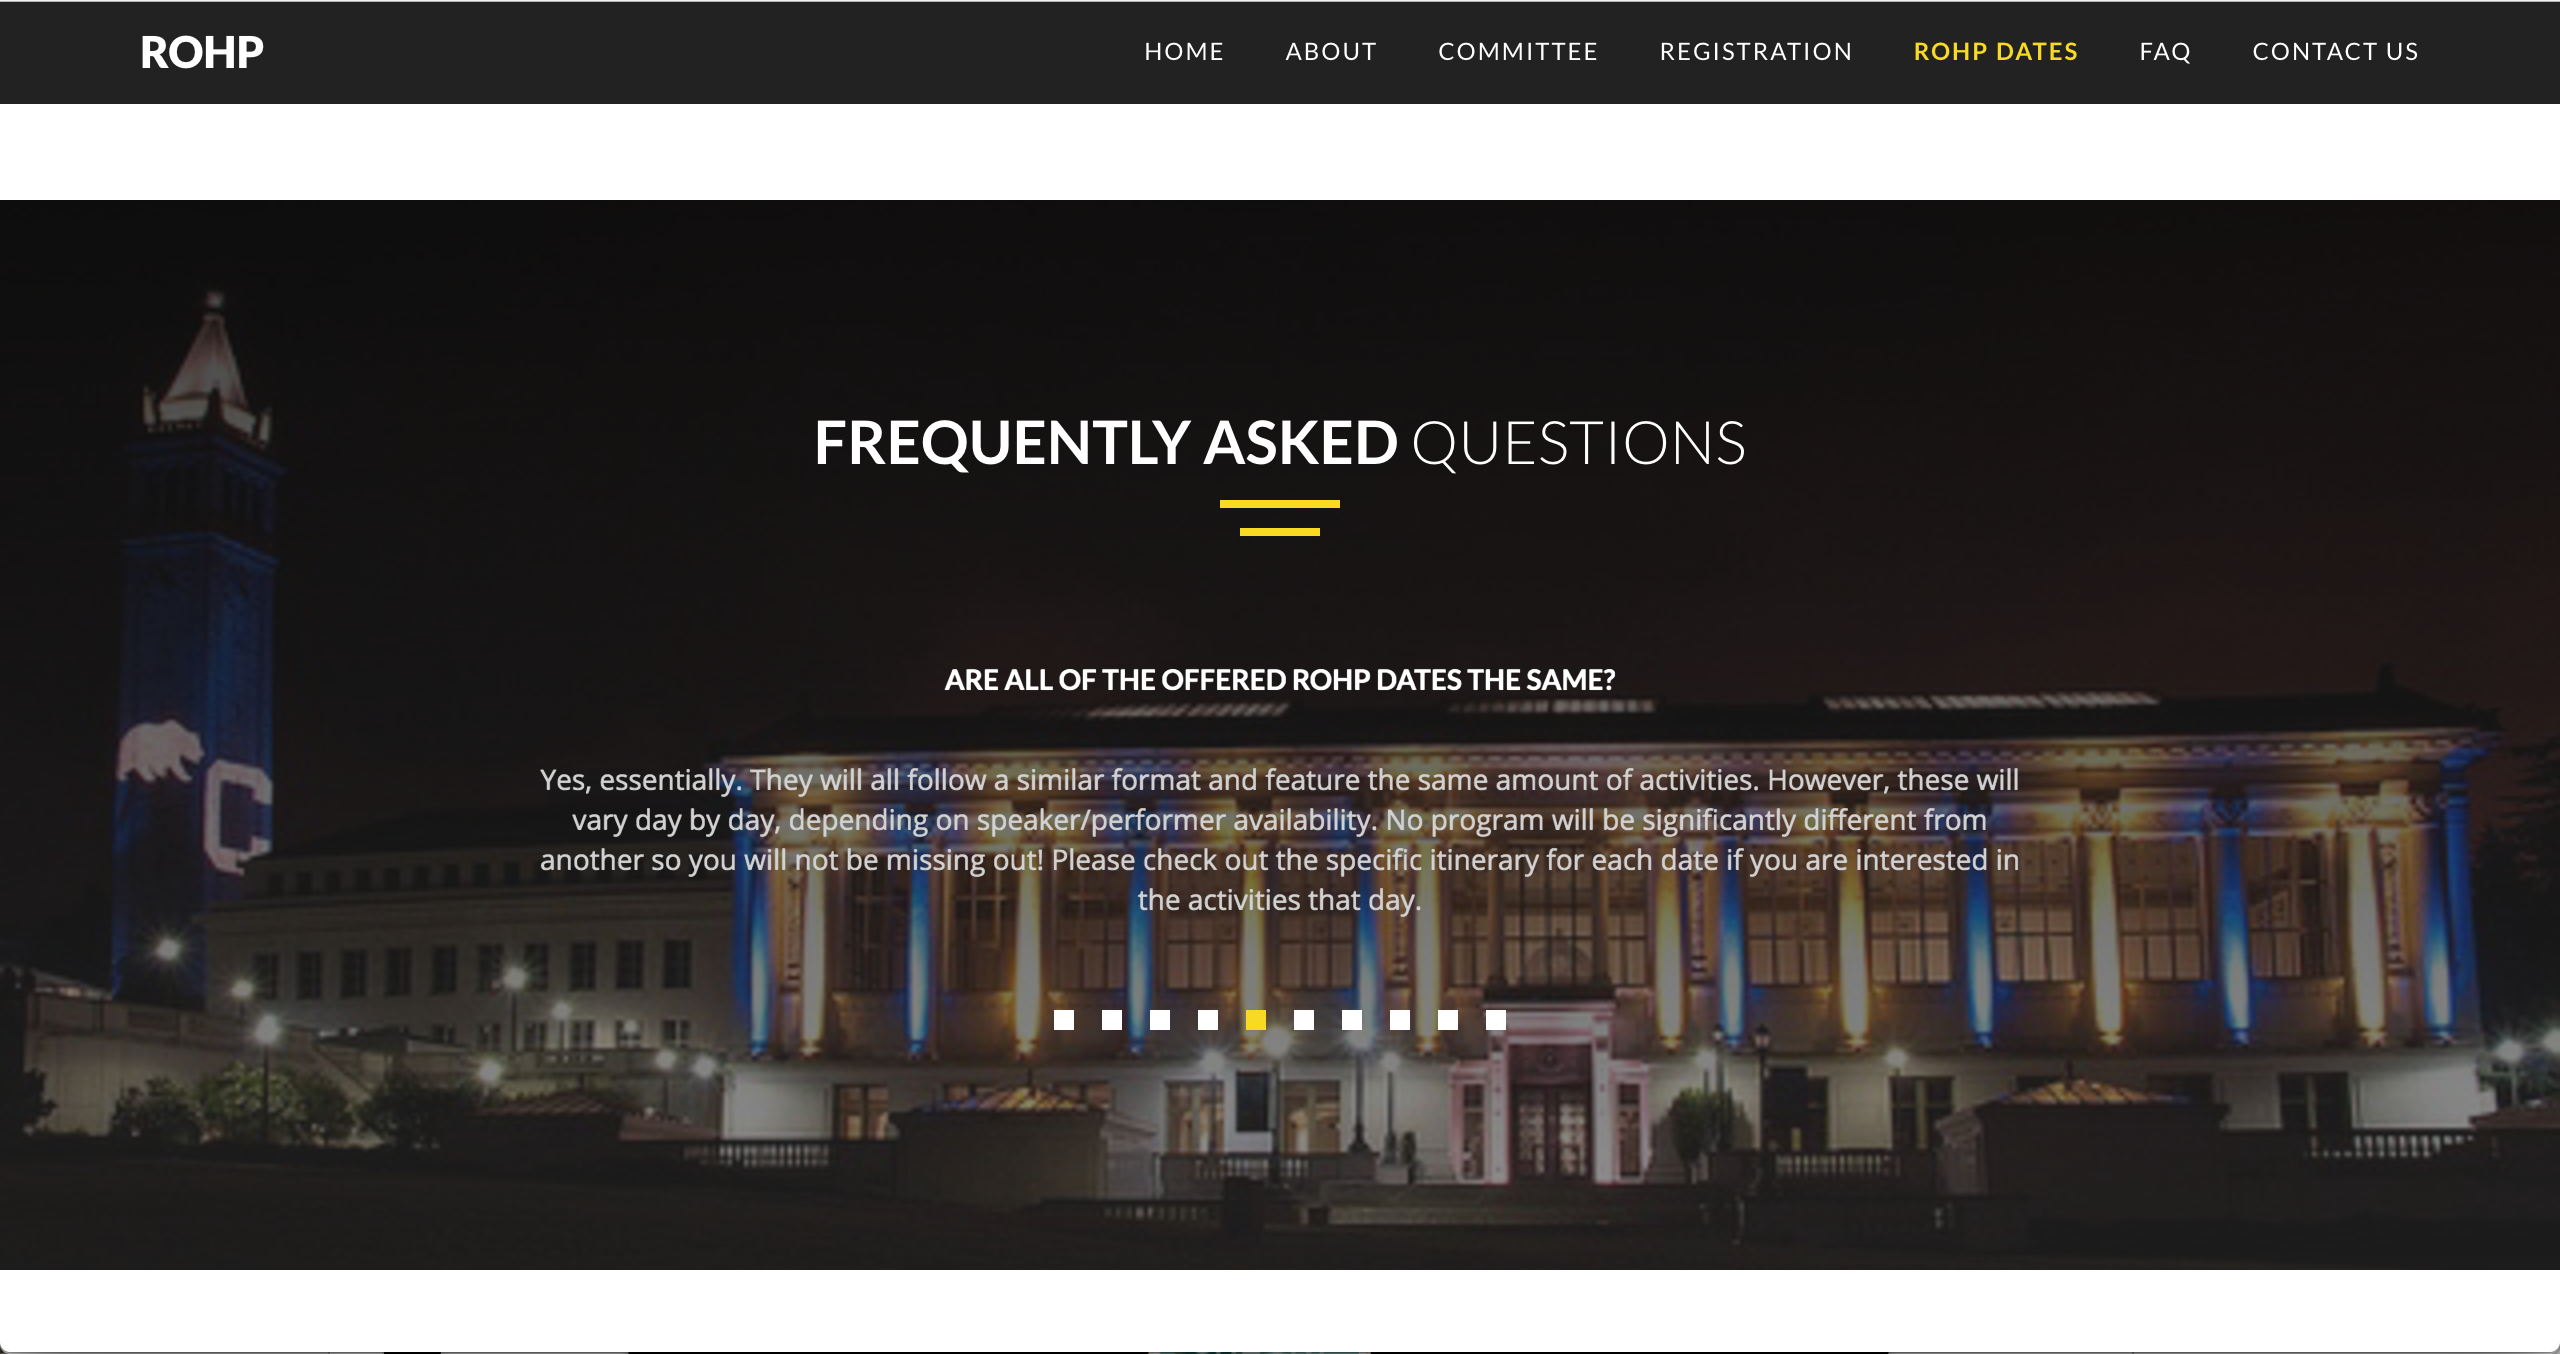 ROHP
HOME ABOUT COMMITTEE REGISTRATION ROHP DATES FAQ CONTACT US
FREQUENTLY ASKED QUESTIONS
ARE ALL OF THE OFFERED ROHP DATES THE SAME?
Yes, essentially. They will all follow a similar format and feature the same amount of activities. However, these will
vary day by day, depending on speaker/performer availability. No program will be significantly different from
another so you will not be missing out! Please check out the specific itinerary for each date if you are interested in
the activities that day.
C